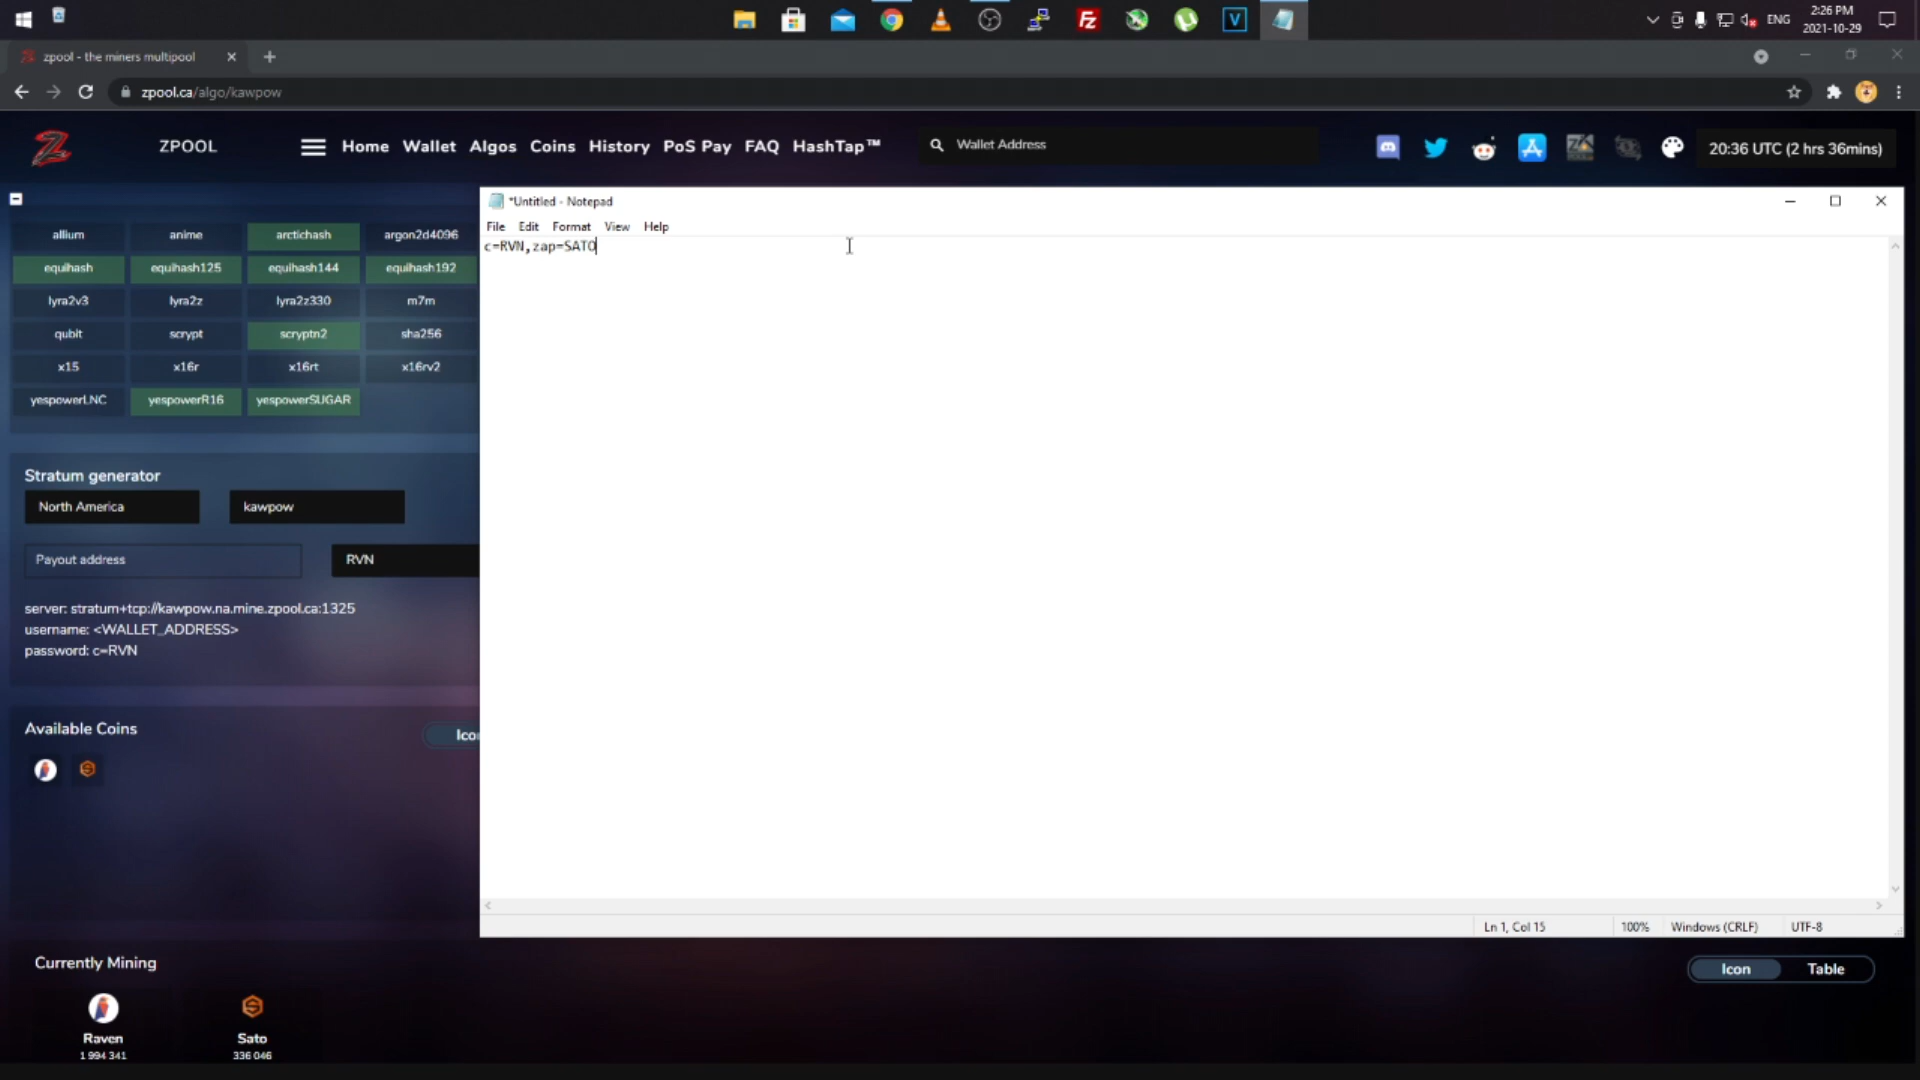 2:26 PM
ENG
2021-10-29
zpool - the miners multipool
zpool.ca/algo/kawpow
ZPOOL
Home Wallet Algos Coins History PoS Pay FAQ HashTap™
Wallet Address
20:36 UTC (2 hrs 36mins)
*Untitled - Notepad
File Edit Format View Help
c=RVN,zap=SATO
allium anime arctichash argon2d4096
equihash equihash125 equihash144 equihash192
lyra2v3 lyra2z lyra2z330 m7m
qubit scrypt scryptn2 sha256
x15 x16r x16rt x16rv2
yespowerLNC yespowerR16 yespowerSUGAR
Stratum generator
North America kawpow
Payout address RVN
server: stratum+tcp://kawpow.na.mine.zpool.ca:1325
username: <WALLET_ADDRESS>
password: c=RVN
Available Coins
Ico
Ln 1, Col 15 100% Windows (CRLF) UTF-8
Currently Mining
Icon Table
Raven Sato
1 994 341 336 046